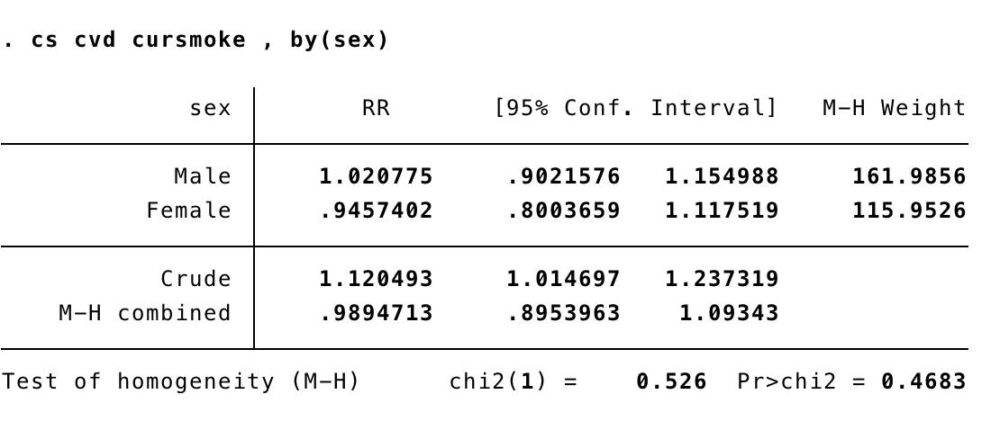 . cs cvd cursmoke , by(sex)
sex RR [95% Conf. Interval] M-H Weight
Male 1.020775 .9021576 1.154988 161.9856
Female .9457402 .8003659 1.117519 115.9526
Crude 1.120493 1.014697 1.237319
M-H combined .9894713 .8953963 1.09343
Test of homogeneity (M-H) chi2(1) = 0.526 Pr>chi2 = 0.4683